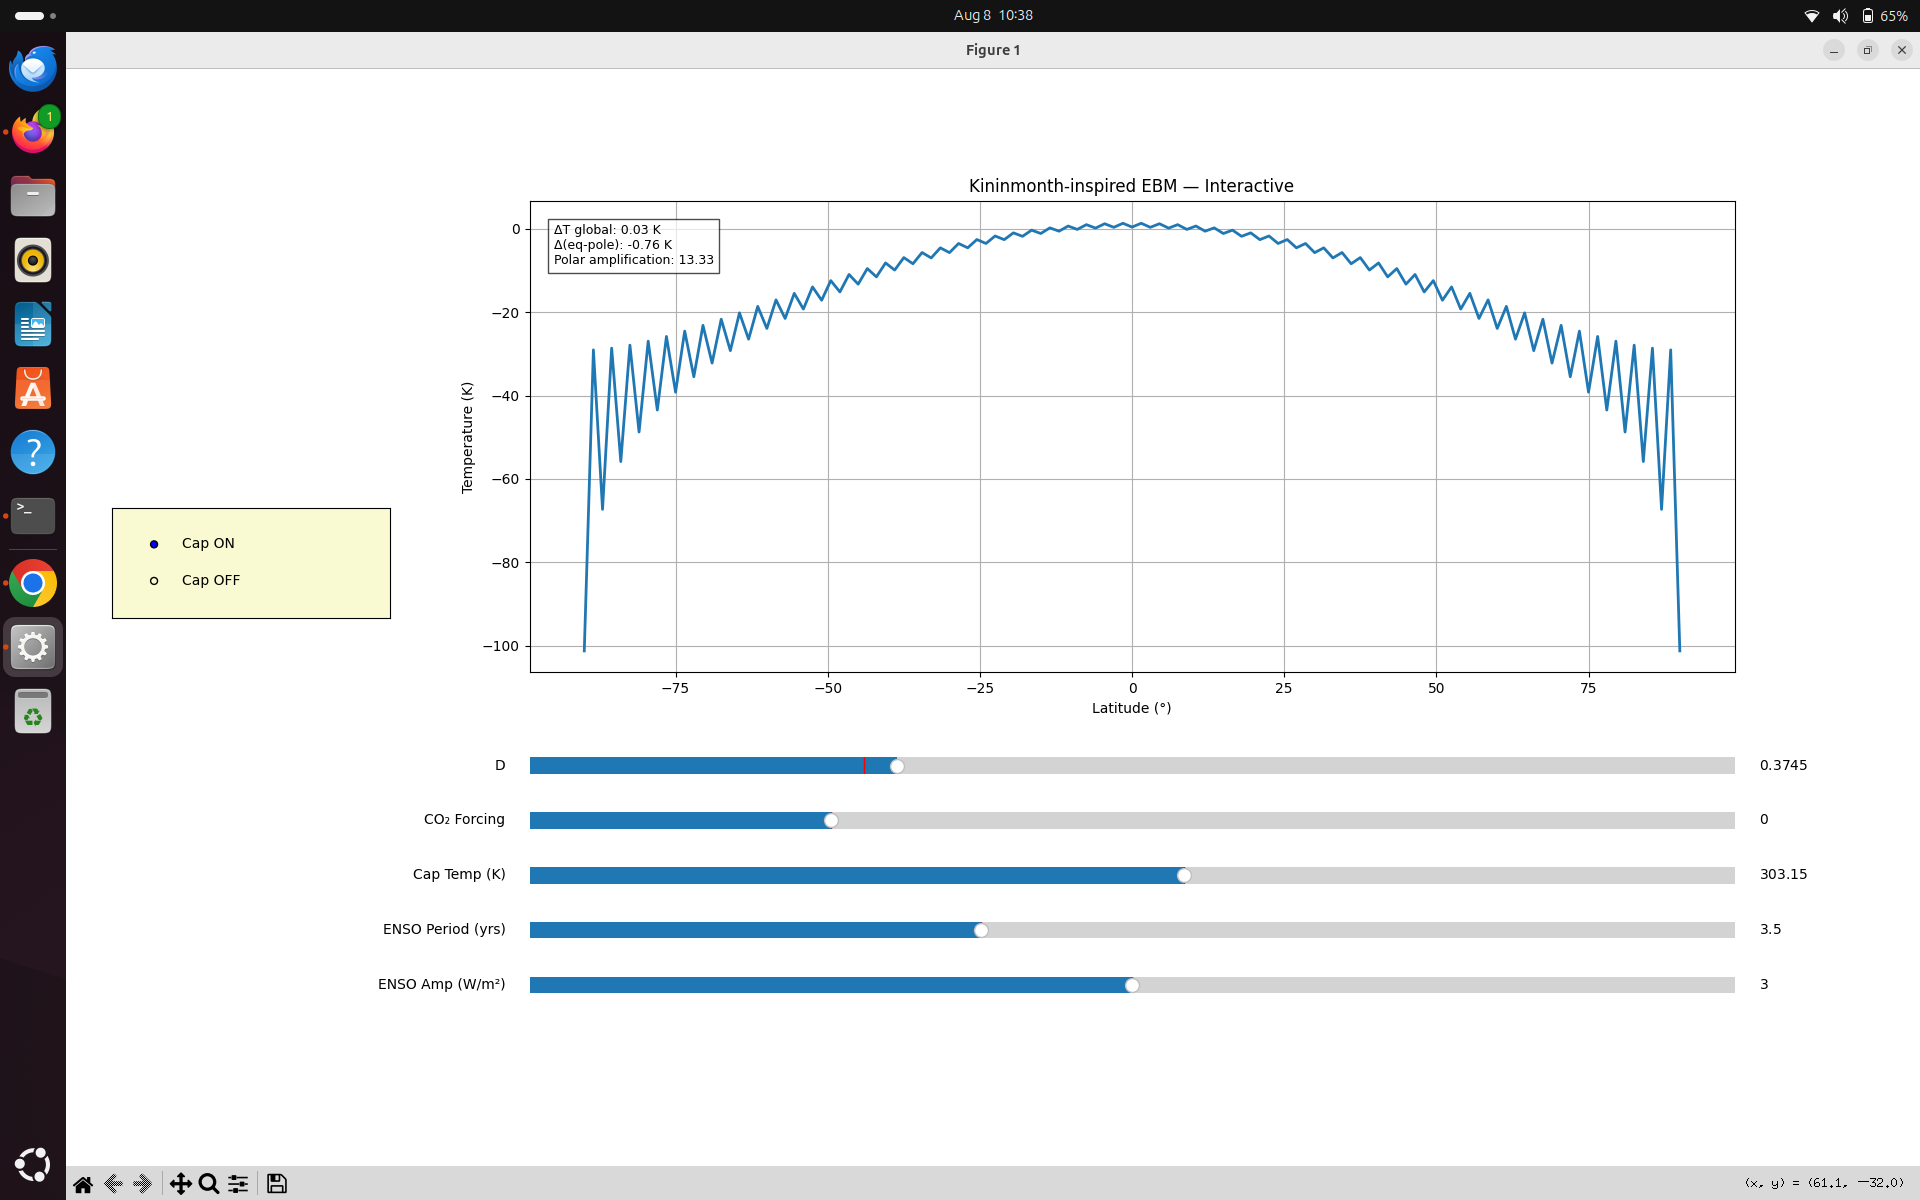 Aug 8 10:38
65%
Figure 1
1
Kininmonth-inspired EBM — Interactive
ΔT global: 0.03 K
Δ(eq-pole): -0.76 K
Polar amplification: 13.33
0
−20
−40
−60
−80
−100
Temperature (K)
−75 −50 −25 0 25 50 75
Latitude (°)
Cap ON
Cap OFF
D 0.3745
CO₂ Forcing 0
Cap Temp (K) 303.15
ENSO Period (yrs) 3.5
ENSO Amp (W/m²) 3
(x, y) = (61.1, −32.0)